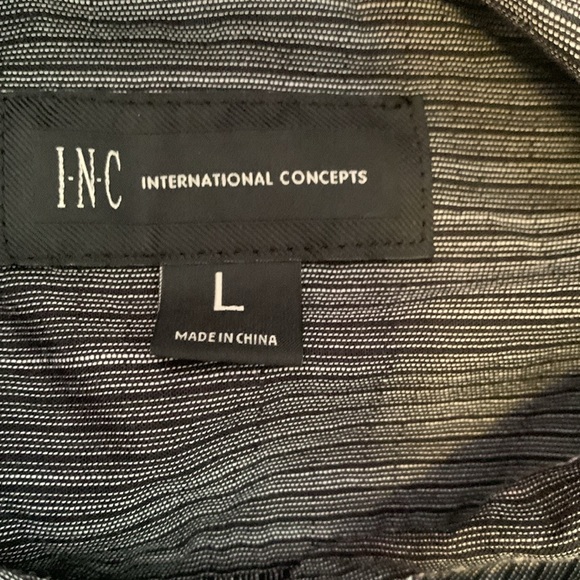 I·N·C INTERNATIONAL CONCEPTS
L
MADE IN CHINA